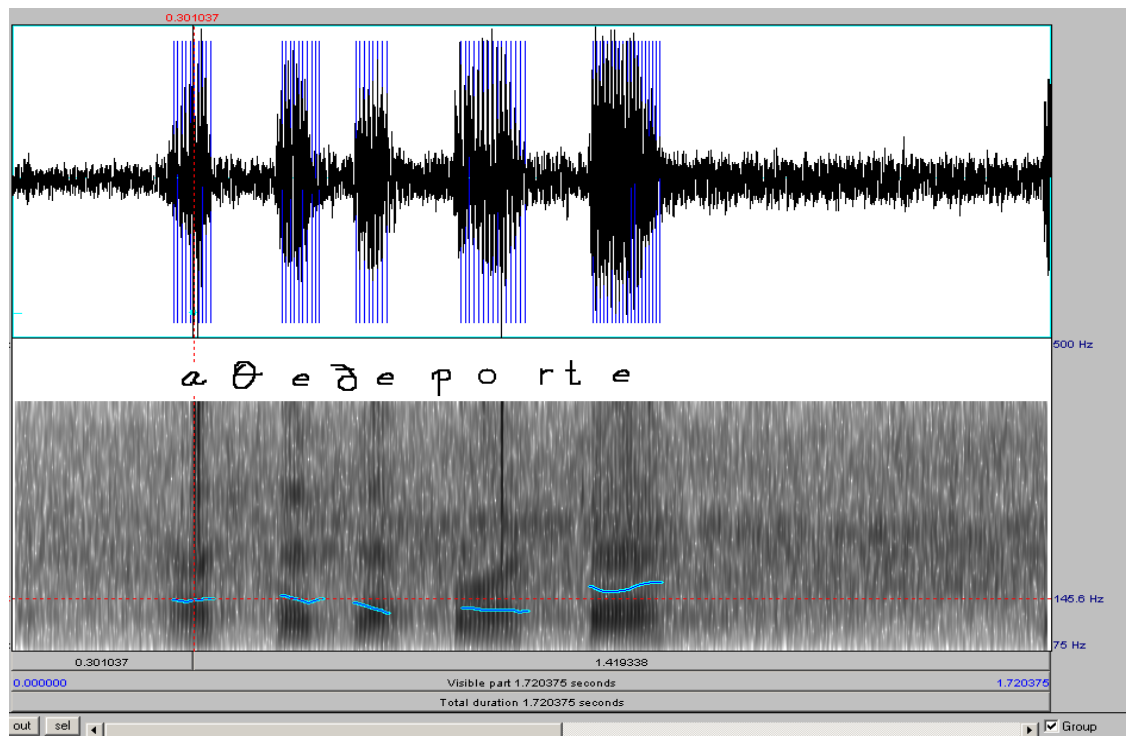 0.301037
500 Hz
a θ e ð e p o r t e
145.6 Hz
75 Hz
0.301037 1.419338
0.000000 Visible part 1.720375 seconds 1.720375
Total duration 1.720375 seconds
out sel Group